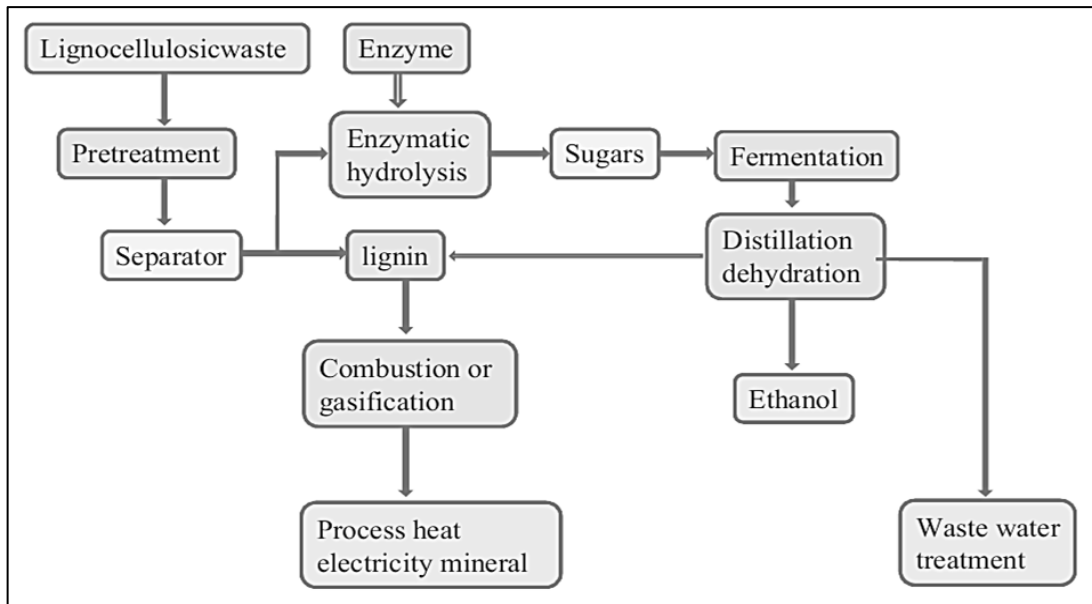 Lignocellulosicwaste
Enzyme
Pretreatment
Enzymatic
hydrolysis
Sugars
Fermentation
Separator
lignin
Distillation
dehydration
Combustion or
gasification
Ethanol
Process heat
electricity mineral
Waste water
treatment